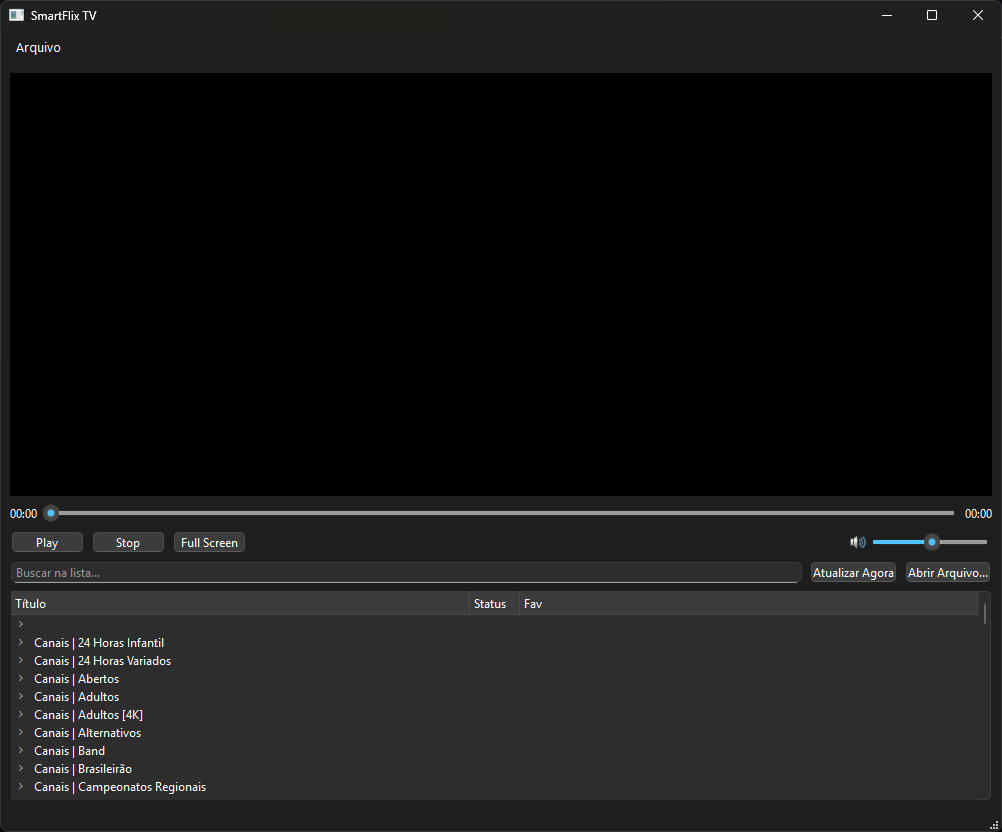 SmartFlix TV
Arquivo
00:00 00:00
Play Stop Full Screen
Buscar na lista... Atualizar Agora Abrir Arquivo...
Título Status Fav
Canais | 24 Horas Infantil
Canais | 24 Horas Variados
Canais | Abertos
Canais | Adultos
Canais | Adultos [4K]
Canais | Alternativos
Canais | Band
Canais | Brasileirão
Canais | Campeonatos Regionais